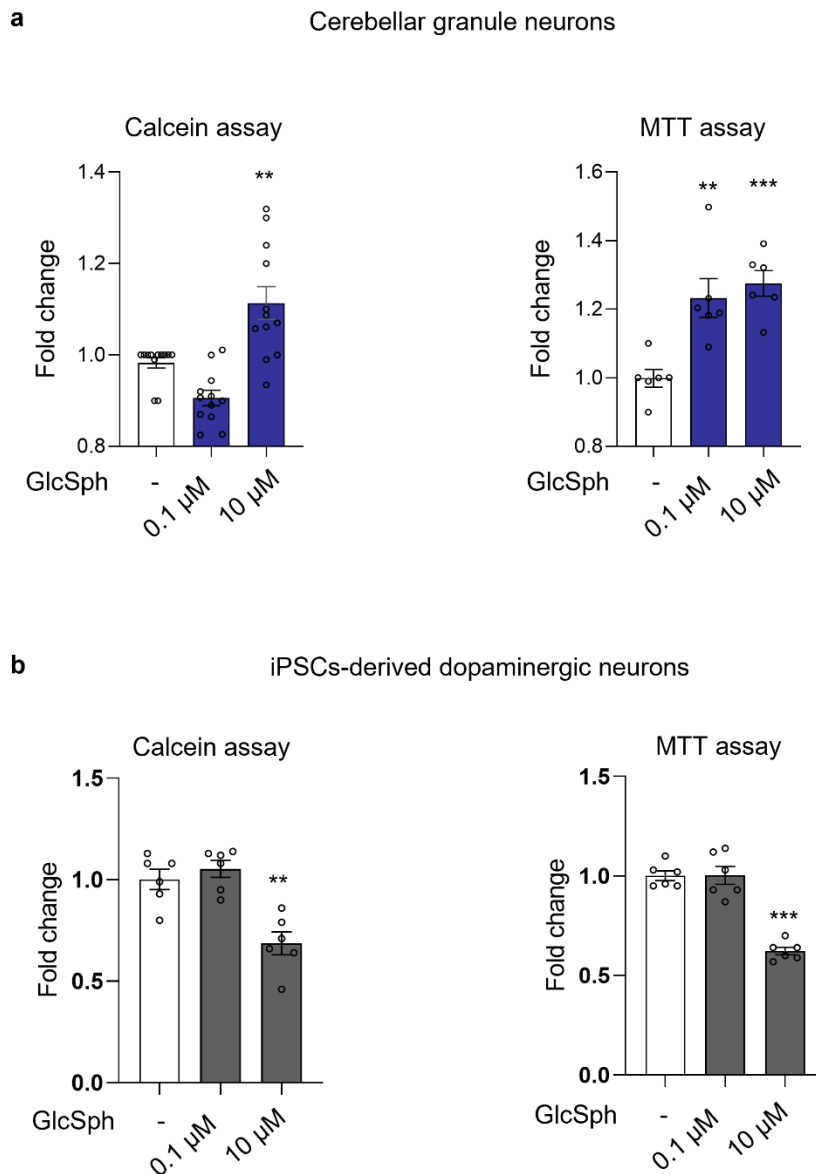 a
Cerebellar granule neurons
Calcein assay
Fold change
1.4
1.2
1.0
0.8
**
GlcSph
-
0.1 µM
10 µM
MTT assay
Fold change
1.6
1.4
1.2
1.0
0.8
**
***
GlcSph
-
0.1 µM
10 µM
b
iPSCs-derived dopaminergic neurons
Calcein assay
Fold change
1.5
1.0
0.5
0.0
**
GlcSph
-
0.1 µM
10 µM
MTT assay
Fold change
1.5
1.0
0.5
0.0
***
GlcSph
-
0.1 µM
10 µM